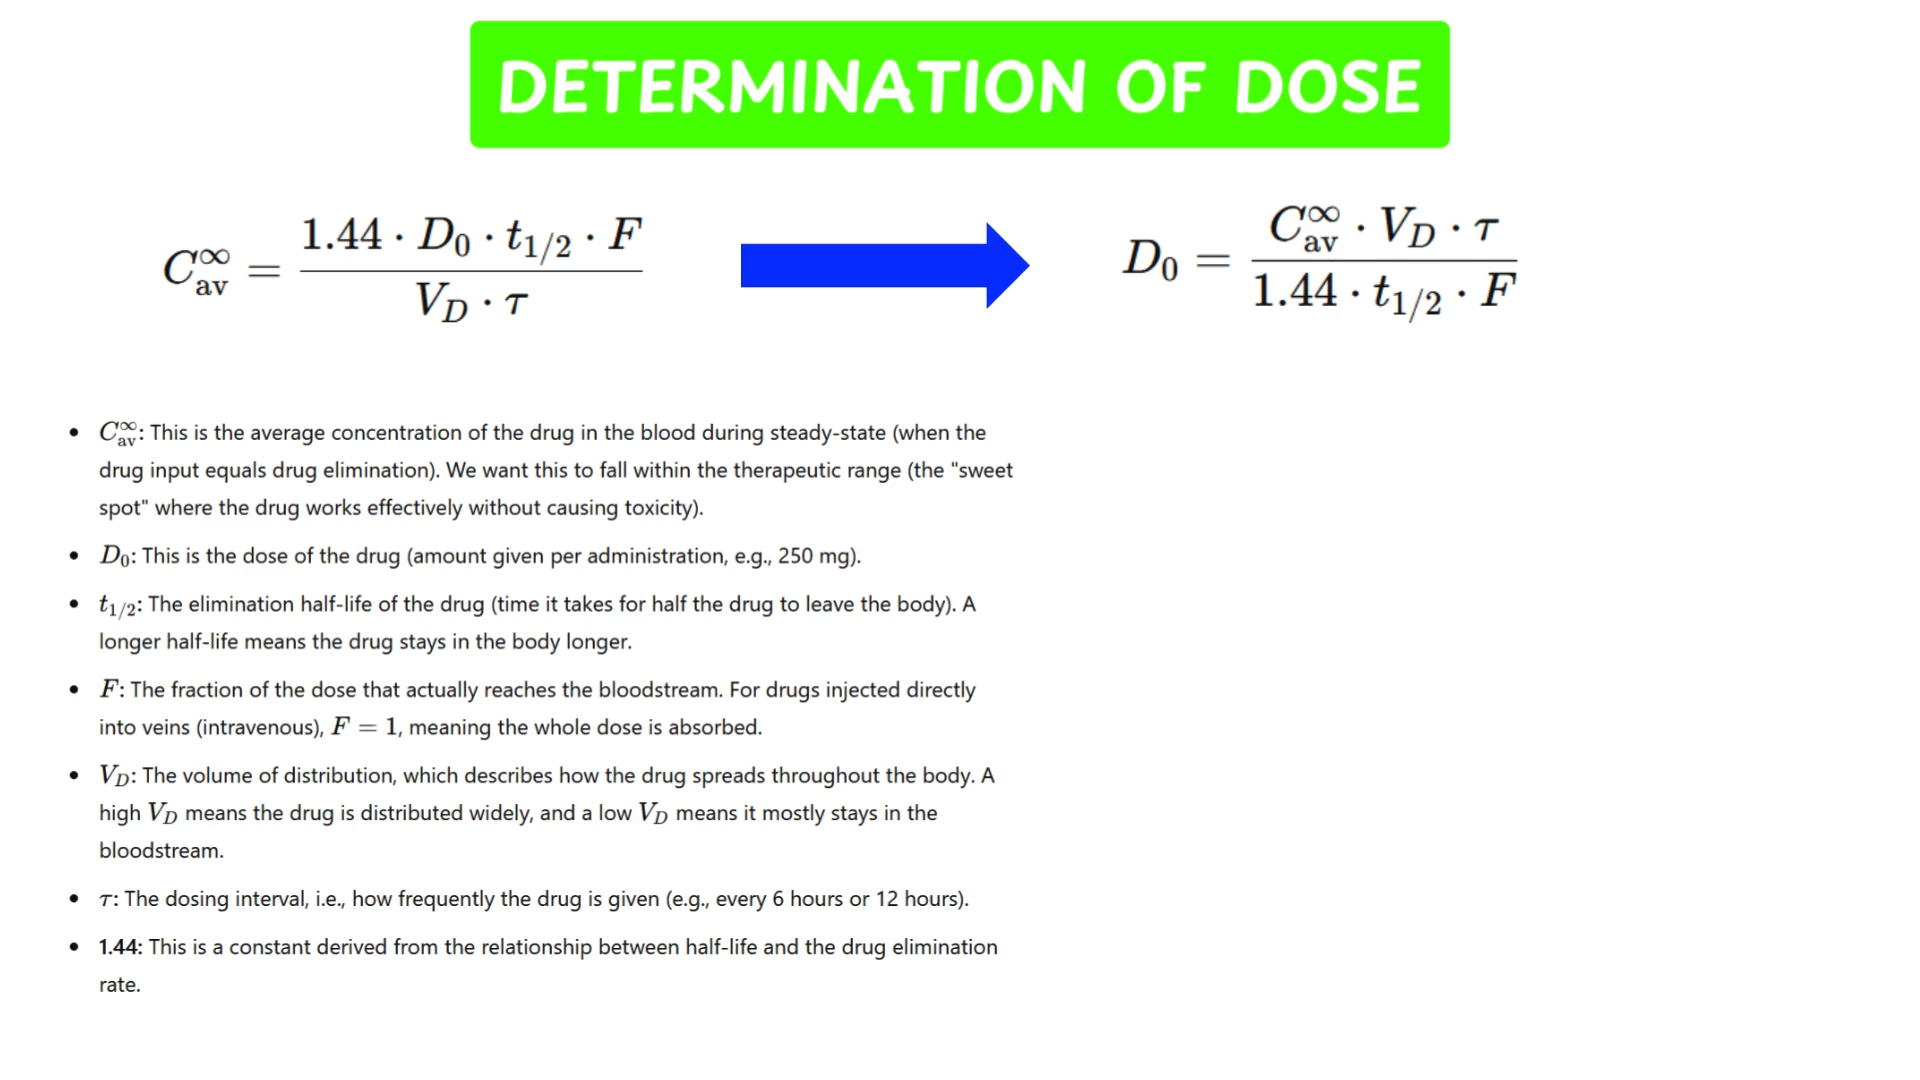 DETERMINATION OF DOSE
C_av^∞ = (1.44 · D_0 · t_{1/2} · F) / (V_D · τ)
D_0 = (C_av^∞ · V_D · τ) / (1.44 · t_{1/2} · F)
• C_av^∞: This is the average concentration of the drug in the blood during steady-state (when the
drug input equals drug elimination). We want this to fall within the therapeutic range (the "sweet
spot" where the drug works effectively without causing toxicity).
• D_0: This is the dose of the drug (amount given per administration, e.g., 250 mg).
• t_{1/2}: The elimination half-life of the drug (time it takes for half the drug to leave the body). A
longer half-life means the drug stays in the body longer.
• F: The fraction of the dose that actually reaches the bloodstream. For drugs injected directly
into veins (intravenous), F = 1, meaning the whole dose is absorbed.
• V_D: The volume of distribution, which describes how the drug spreads throughout the body. A
high V_D means the drug is distributed widely, and a low V_D means it mostly stays in the
bloodstream.
• τ: The dosing interval, i.e., how frequently the drug is given (e.g., every 6 hours or 12 hours).
• 1.44: This is a constant derived from the relationship between half-life and the drug elimination
rate.